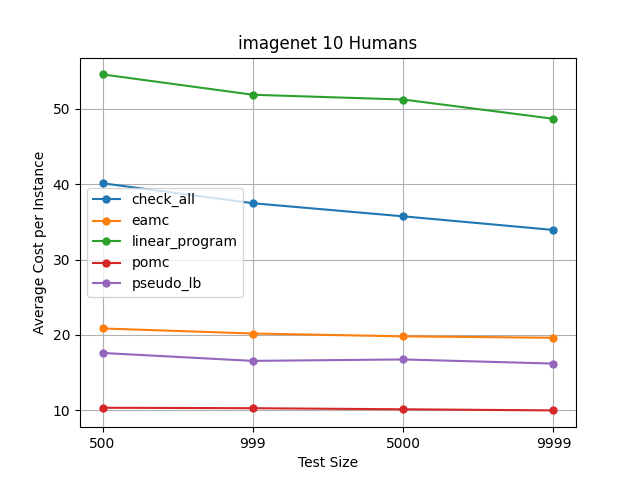 imagenet 10 Humans
Average Cost per Instance
50
40
30
20
10
check_all
eamc
linear_program
pomc
pseudo_lb
500
999
5000
9999
Test Size